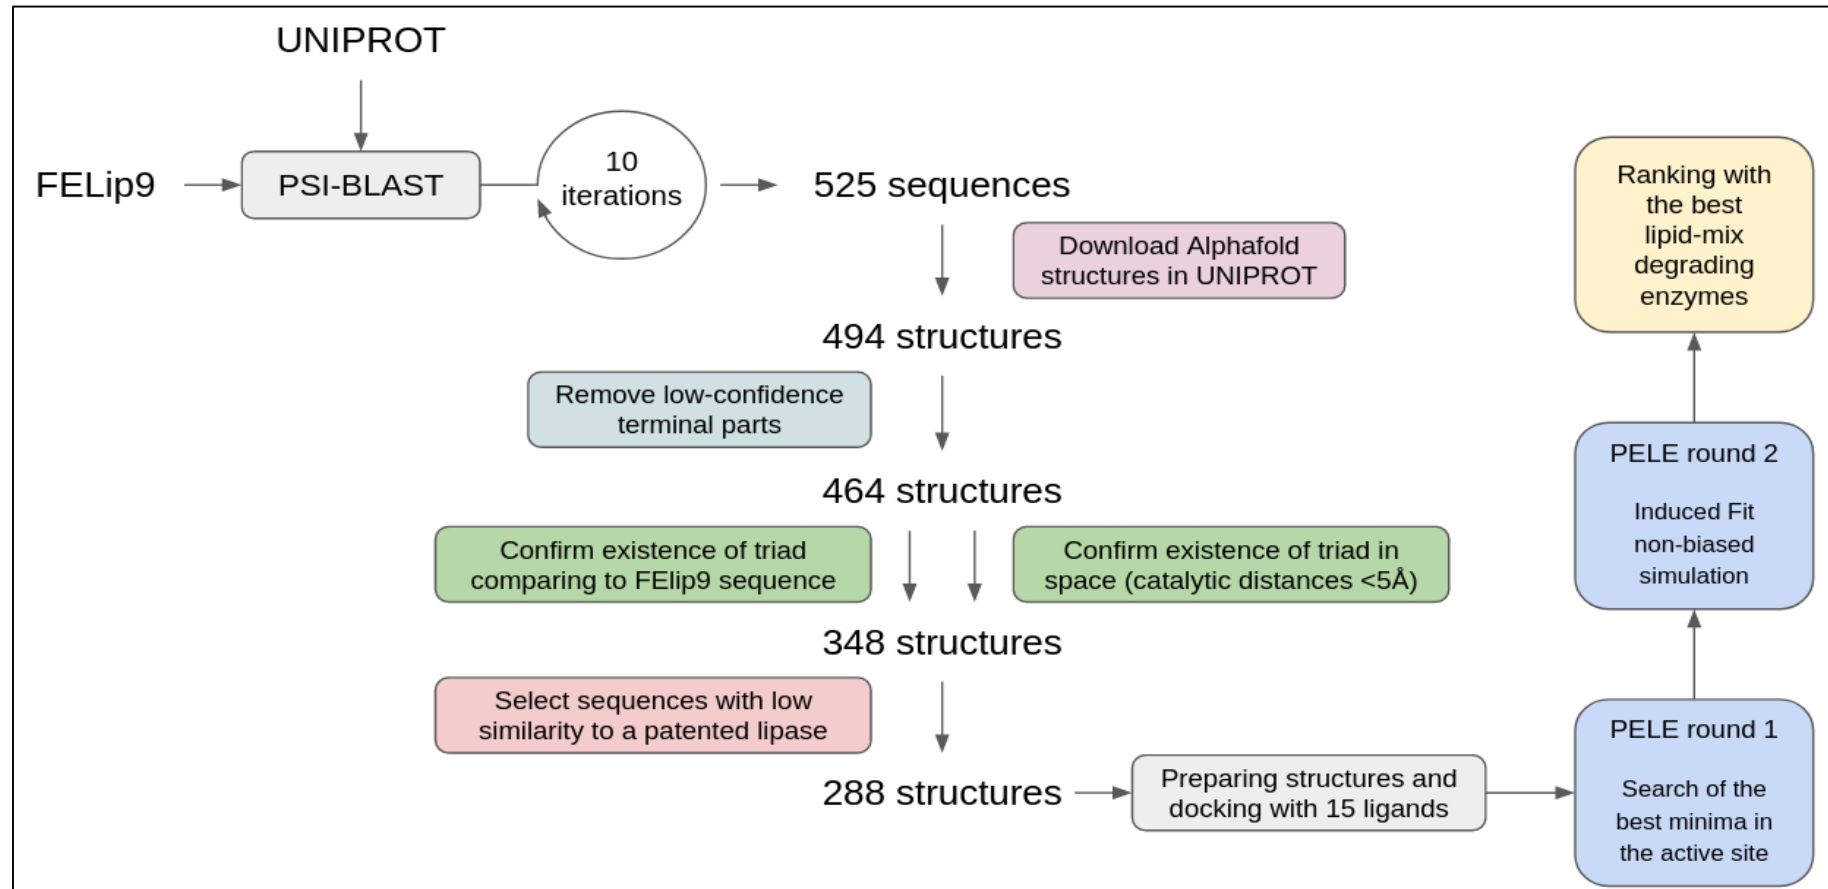 UNIPROT
FELip9
PSI-BLAST
10
iterations
525 sequences
Download Alphafold
structures in UNIPROT
494 structures
Remove low-confidence
terminal parts
464 structures
Confirm existence of triad
comparing to FElip9 sequence
Confirm existence of triad in
space (catalytic distances <5Å)
348 structures
Select sequences with low
similarity to a patented lipase
288 structures
Preparing structures and
docking with 15 ligands
PELE round 1
Search of the
best minima in
the active site
PELE round 2
Induced Fit
non-biased
simulation
Ranking with
the best
lipid-mix
degrading
enzymes